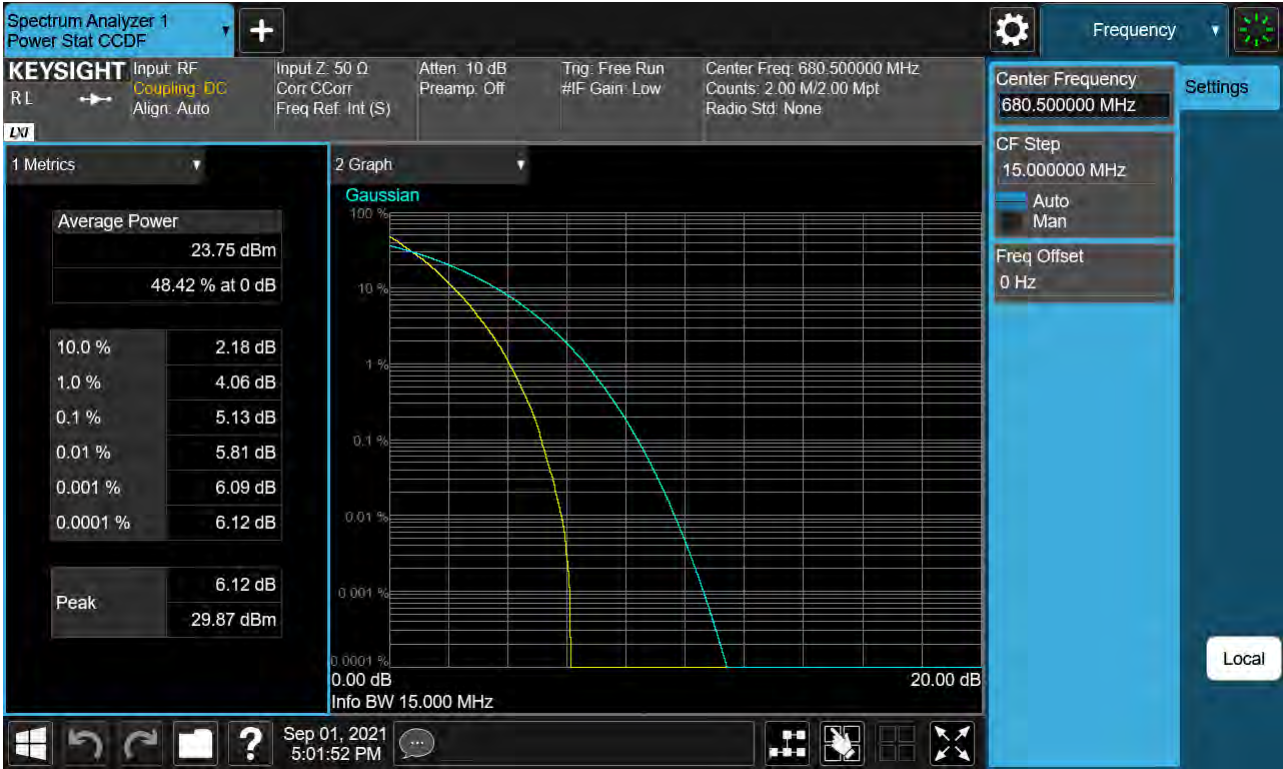 Spectrum Analyzer 1
Power Stat CCDF
Frequency
KEYSIGHT
R L
LXI
Input: RF
Coupling: DC
Align: Auto
Input Z: 50 Ω
Corr CCorr
Freq Ref: Int (S)
Atten: 10 dB
Preamp: Off
Trig: Free Run
#IF Gain: Low
Center Freq: 680.500000 MHz
Counts: 2.00 M/2.00 Mpt
Radio Std: None
Center Frequency
680.500000 MHz
Settings
CF Step
15.000000 MHz
Auto
Man
Freq Offset
0 Hz
Local
1 Metrics
Average Power
23.75 dBm
48.42 % at 0 dB
10.0 % 2.18 dB
1.0 % 4.06 dB
0.1 % 5.13 dB
0.01 % 5.81 dB
0.001 % 6.09 dB
0.0001 % 6.12 dB
Peak 6.12 dB
29.87 dBm
2 Graph
Gaussian
100 %
10 %
1 %
0.1 %
0.01 %
0.001 %
0.0001 %
0.00 dB 20.00 dB
Info BW 15.000 MHz
Sep 01, 2021
5:01:52 PM